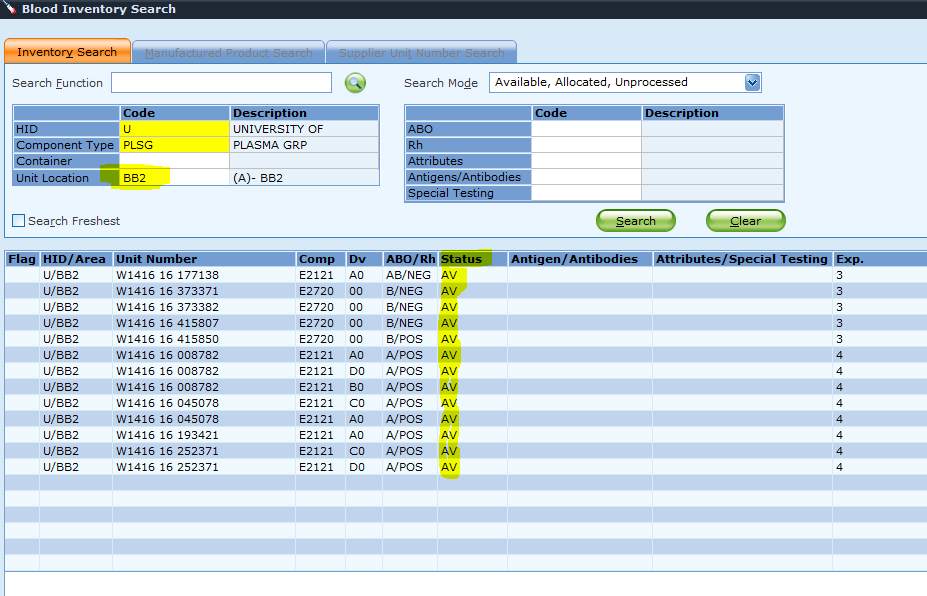 Blood Inventory Search
Inventory Search Manufactured Product Search Supplier Unit Number Search
Search Function Search Mode Available, Allocated, Unprocessed
Code Description
HID U UNIVERSITY OF
Component Type PLSG PLASMA GRP
Container
Unit Location BB2 (A)- BB2
Code Description
ABO
Rh
Attributes
Antigens/Antibodies
Special Testing
Search Freshest Search Clear
Flag HID/Area Unit Number Comp Dv ABO/Rh Status Antigen/Antibodies Attributes/Special Testing Exp.
U/BB2 W1416 16 177138 E2121 A0 AB/NEG AV 3
U/BB2 W1416 16 373371 E2720 00 B/NEG AV 3
U/BB2 W1416 16 373382 E2720 00 B/NEG AV 3
U/BB2 W1416 16 415807 E2720 00 B/NEG AV 3
U/BB2 W1416 16 415850 E2720 00 B/POS AV 3
U/BB2 W1416 16 008782 E2121 A0 A/POS AV 4
U/BB2 W1416 16 008782 E2121 D0 A/POS AV 4
U/BB2 W1416 16 008782 E2121 B0 A/POS AV 4
U/BB2 W1416 16 045078 E2121 C0 A/POS AV 4
U/BB2 W1416 16 045078 E2121 A0 A/POS AV 4
U/BB2 W1416 16 193421 E2121 A0 A/POS AV 4
U/BB2 W1416 16 252371 E2121 C0 A/POS AV 4
U/BB2 W1416 16 252371 E2121 D0 A/POS AV 4